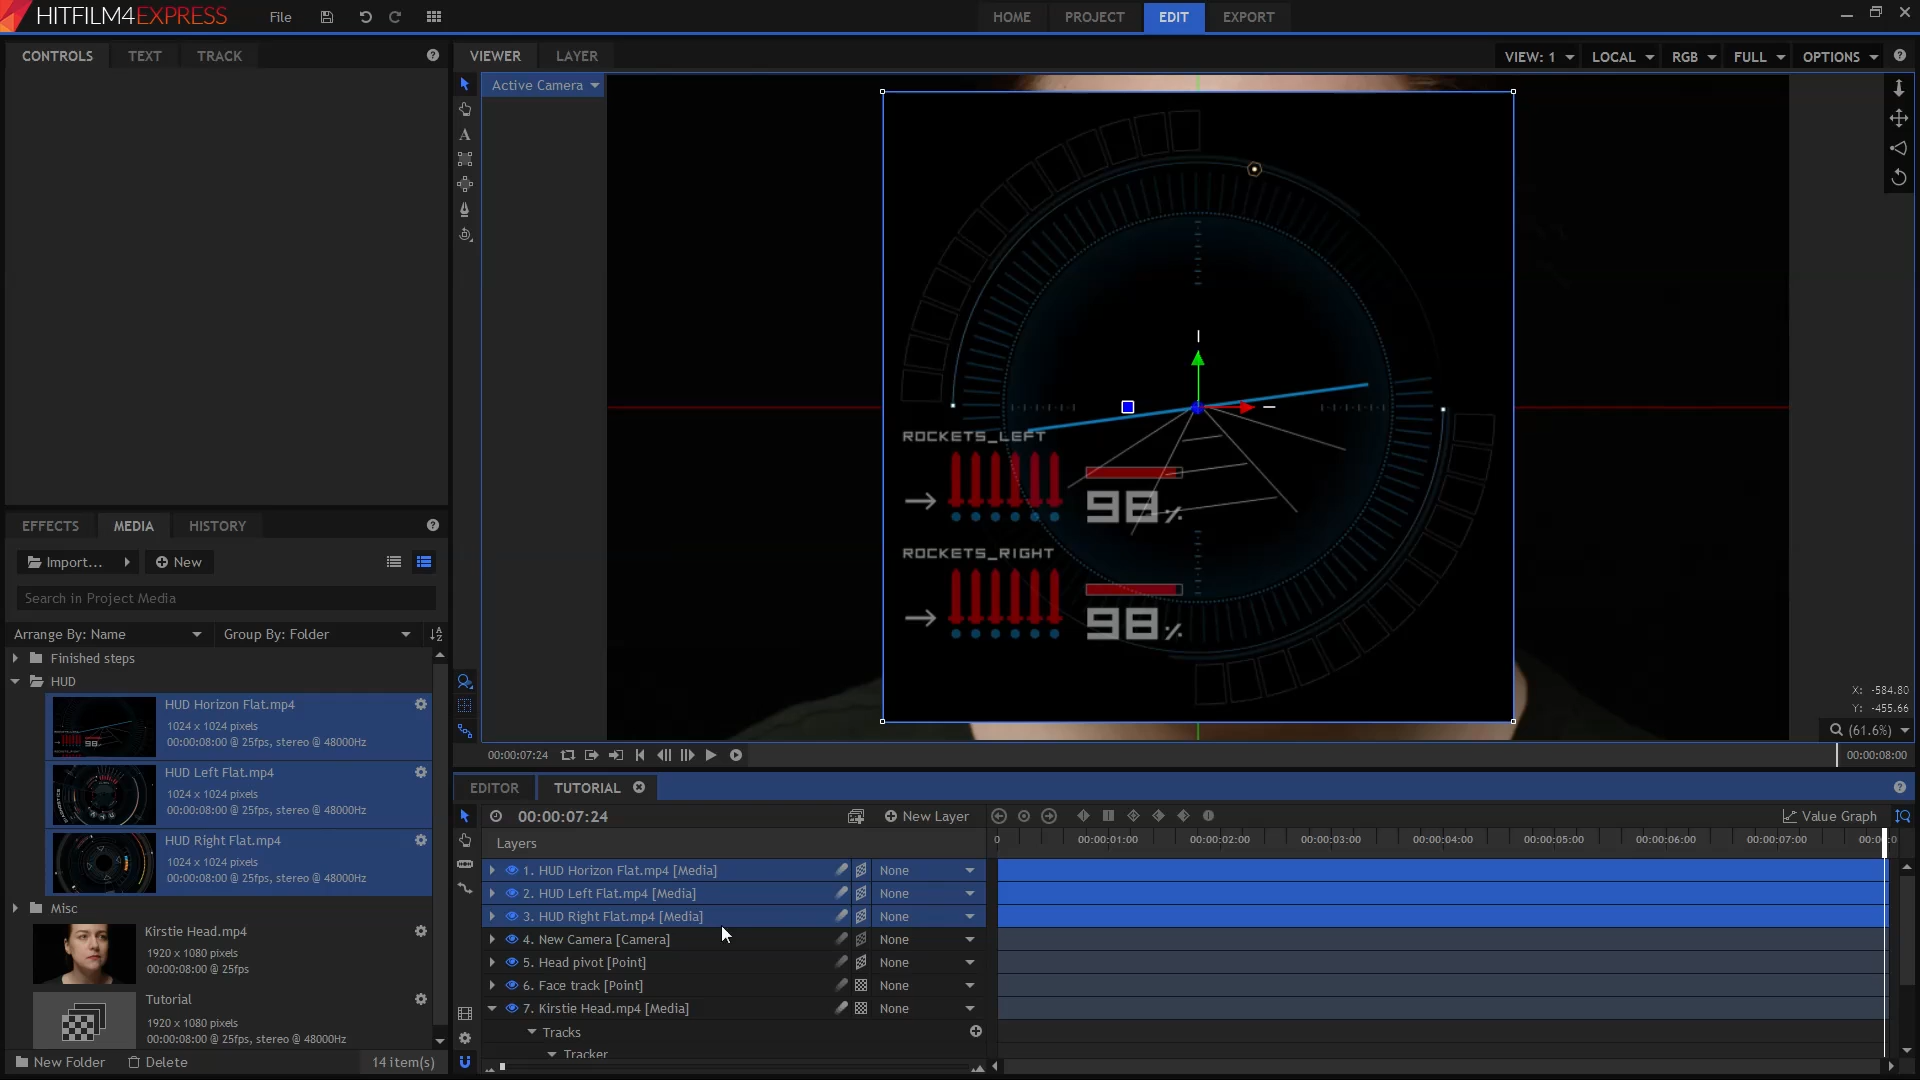 HITFILM4EXPRESS
File
HOME PROJECT EDIT EXPORT
CONTROLS TEXT TRACK
VIEWER LAYER
VIEW: 1 LOCAL RGB FULL OPTIONS
Active Camera
ROCKETS_LEFT
98%
ROCKETS_RIGHT
98%
X: -584.80
Y: -455.66
(61.6%)
00:00:07:24
00:00:08:00
EFFECTS MEDIA HISTORY
Import... New
Search in Project Media
Arrange By: Name Group By: Folder
Finished steps
HUD
HUD Horizon Flat.mp4
1024 x 1024 pixels
00:00:08:00 @ 25fps, stereo @ 48000Hz
HUD Left Flat.mp4
1024 x 1024 pixels
00:00:08:00 @ 25fps, stereo @ 48000Hz
HUD Right Flat.mp4
1024 x 1024 pixels
00:00:08:00 @ 25fps, stereo @ 48000Hz
Misc
Kirstie Head.mp4
1920 x 1080 pixels
00:00:08:00 @ 25fps
Tutorial
1920 x 1080 pixels
00:00:08:00 @ 25fps, stereo @ 48000Hz
New Folder Delete 14 item(s)
EDITOR TUTORIAL
00:00:07:24 New Layer Value Graph
Layers
0 00:00:01:00 00:00:02:00 00:00:03:00 00:00:04:00 00:00:05:00 00:00:06:00 00:00:07:00
1. HUD Horizon Flat.mp4 [Media] None
2. HUD Left Flat.mp4 [Media] None
3. HUD Right Flat.mp4 [Media] None
4. New Camera [Camera] None
5. Head pivot [Point] None
6. Face track [Point] None
7. Kirstie Head.mp4 [Media] None
Tracks
Tracker